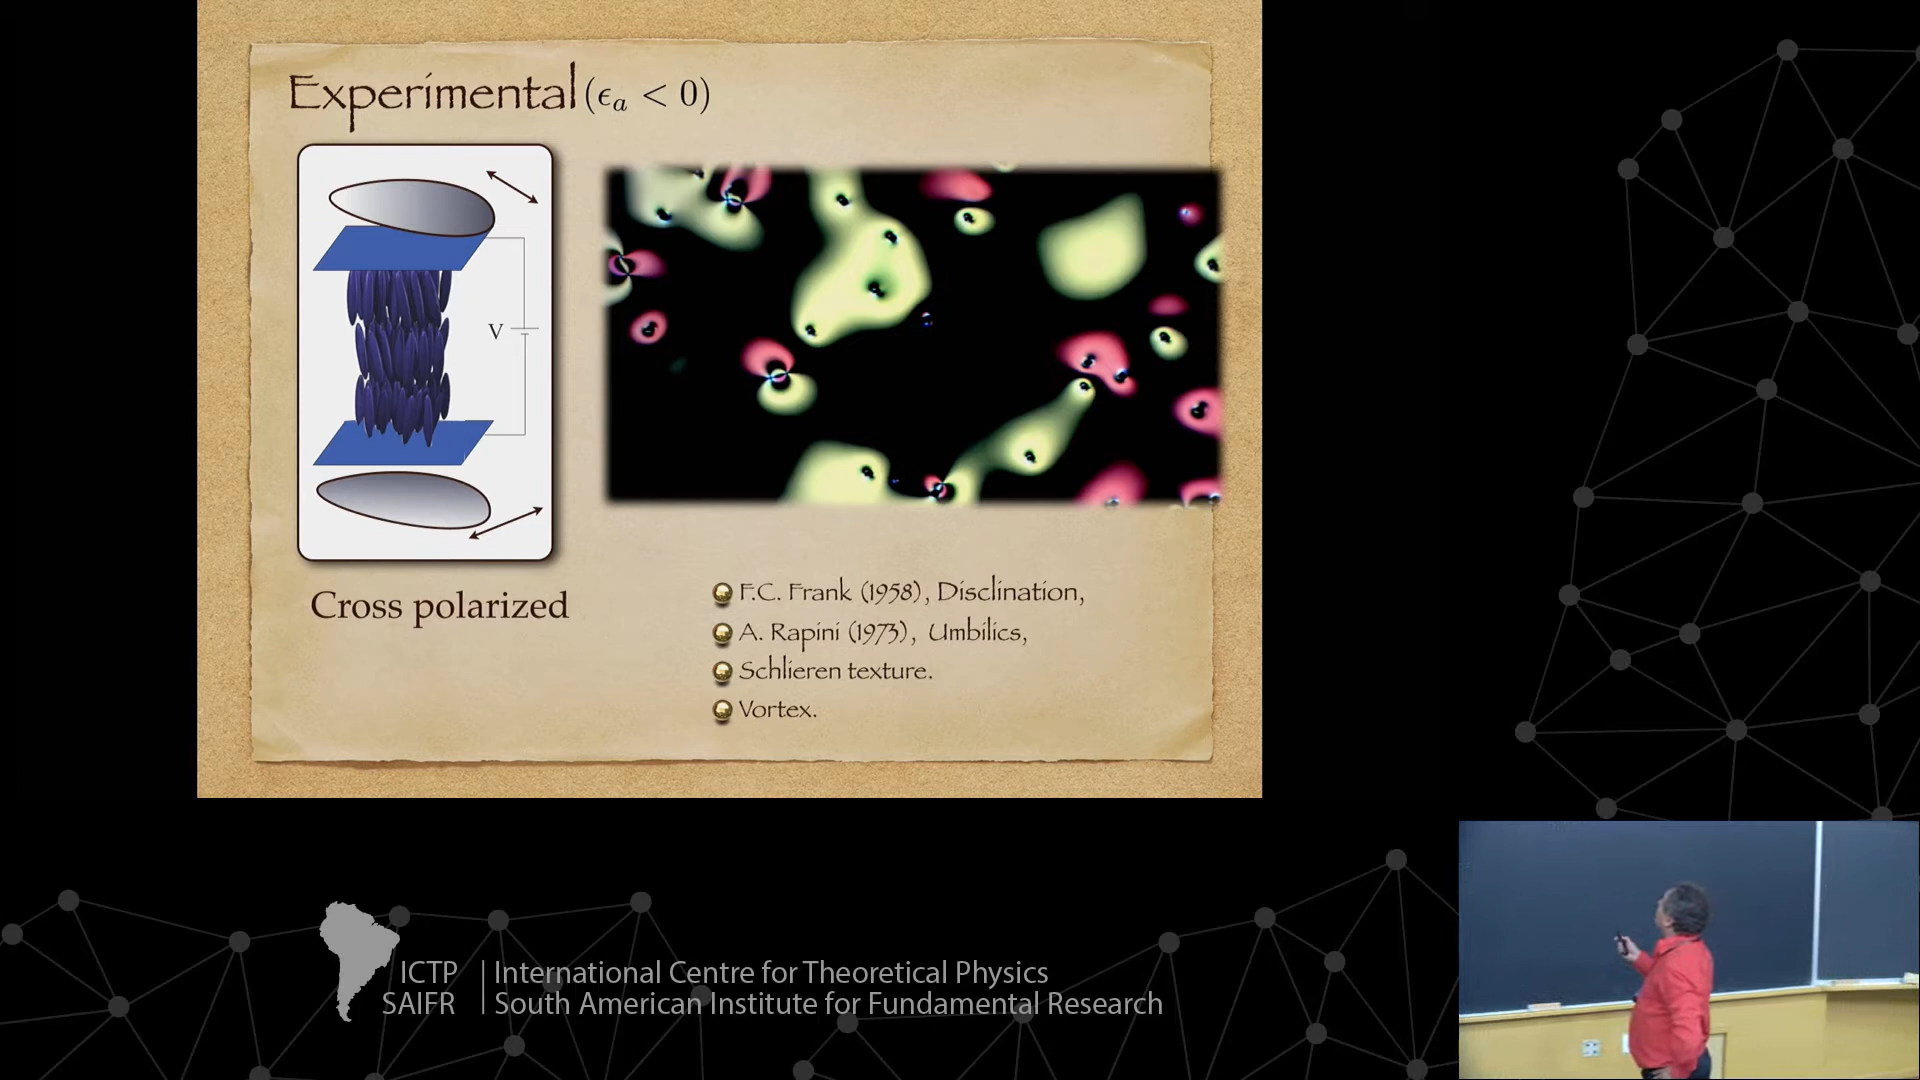 Experimental (ϵₐ < 0)
V
Cross polarized
F.C. Frank (1958), Disclination,
A. Rapini (1973), Umbilics,
Schlieren texture.
Vortex.
ICTP | International Centre for Theoretical Physics
SAIFR | South American Institute for Fundamental Research